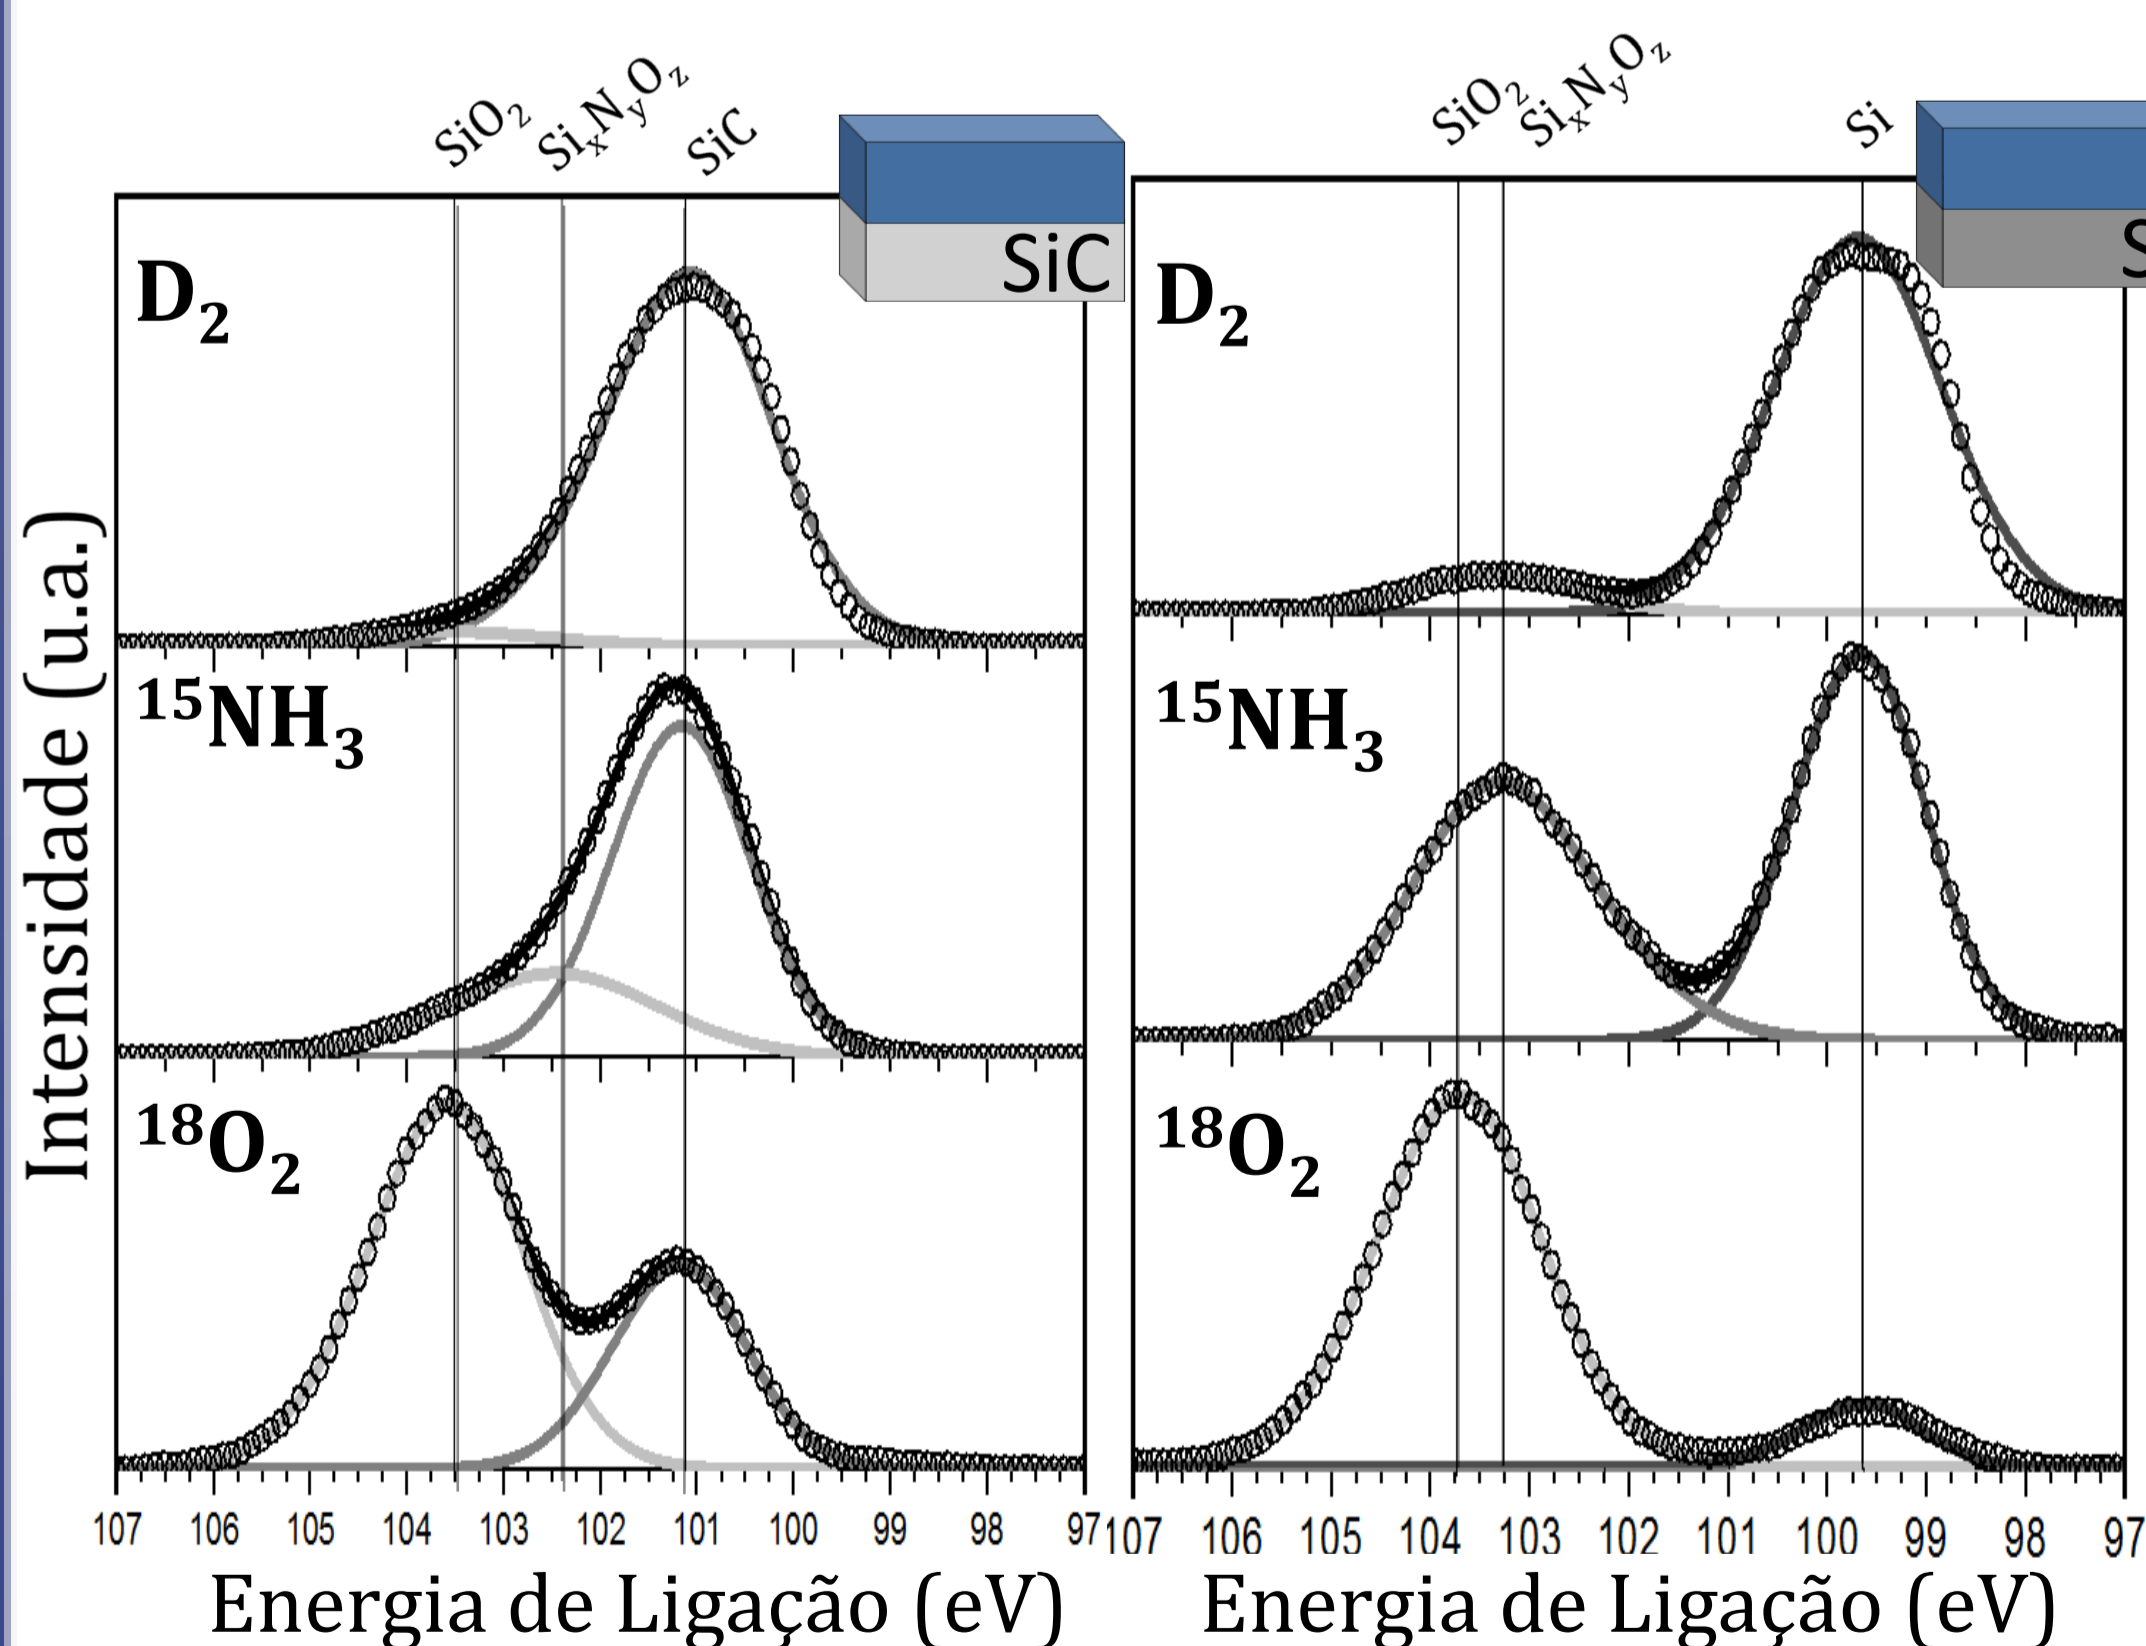 SiO2 SixNyOz SiC
SiC
D2
15NH3
18O2
Intensidade (u.a.)
107 106 105 104 103 102 101 100 99 98 97
Energia de Ligação (eV)
SiO2 SixNyOz Si
S
D2
15NH3
18O2
107 106 105 104 103 102 101 100 99 98 97
Energia de Ligação (eV)